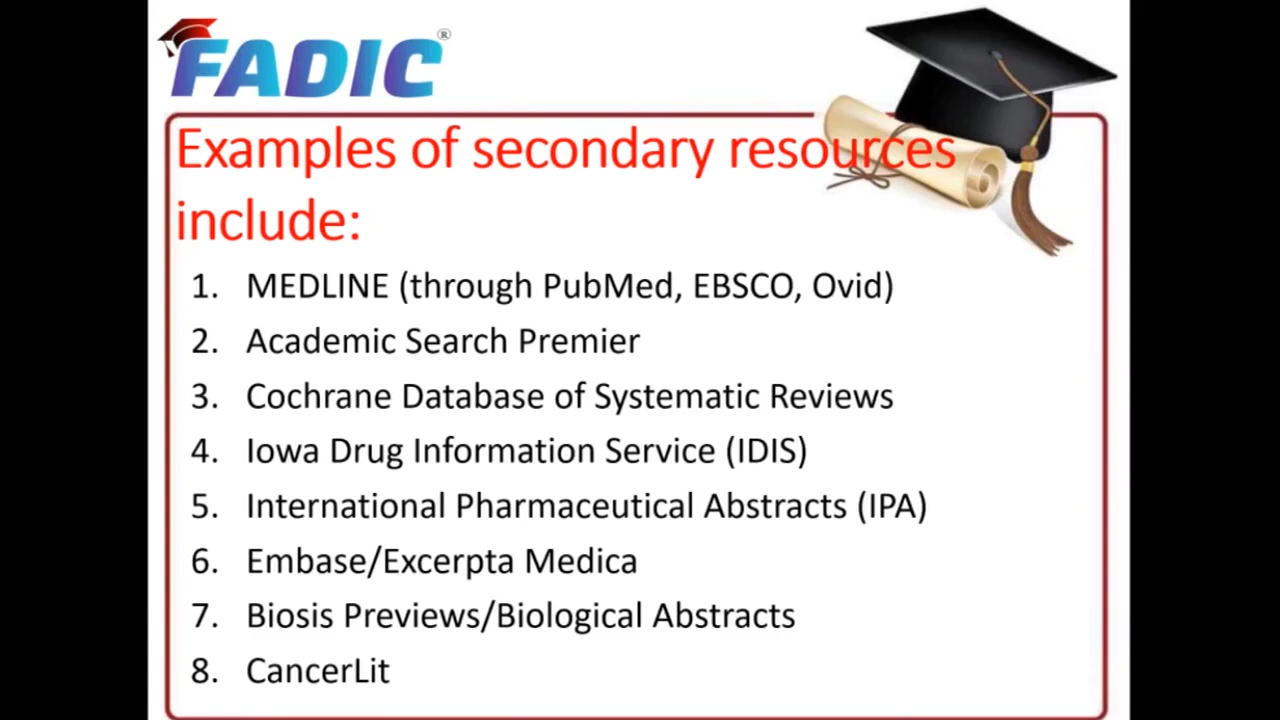 FADIC®
Examples of secondary resources
include:
1. MEDLINE (through PubMed, EBSCO, Ovid)
2. Academic Search Premier
3. Cochrane Database of Systematic Reviews
4. Iowa Drug Information Service (IDIS)
5. International Pharmaceutical Abstracts (IPA)
6. Embase/Excerpta Medica
7. Biosis Previews/Biological Abstracts
8. CancerLit